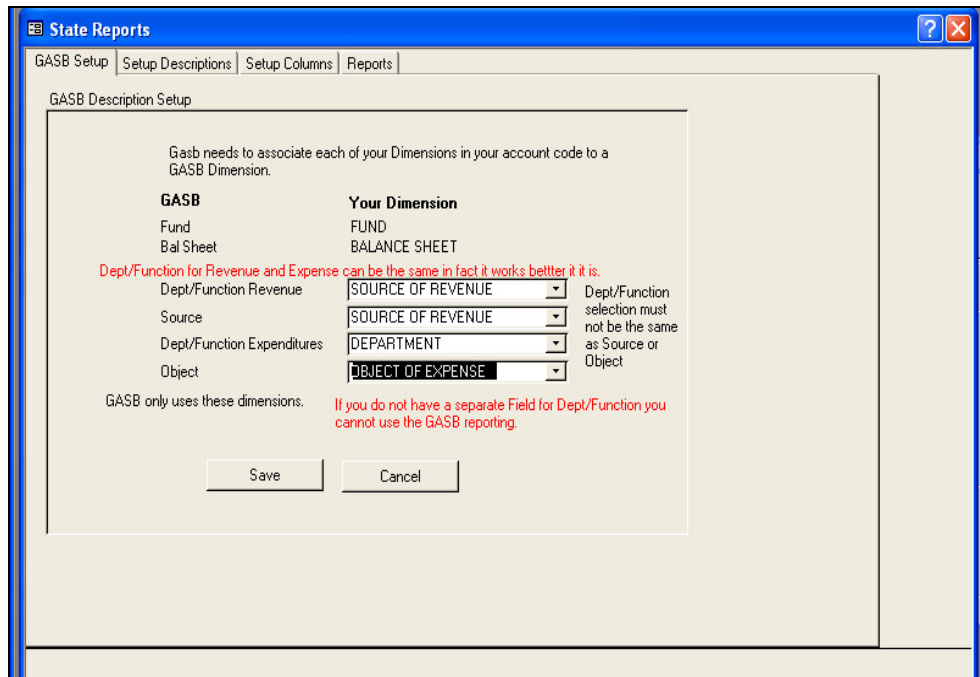 State Reports
GASB Setup Setup Descriptions Setup Columns Reports
GASB Description Setup
Gasb needs to associate each of your Dimensions in your account code to a
GASB Dimension.
GASB Your Dimension
Fund FUND
Bal Sheet BALANCE SHEET
Dept/Function for Revenue and Expense can be the same in fact it works bettter it it is.
Dept/Function Revenue SOURCE OF REVENUE
Source SOURCE OF REVENUE
Dept/Function Expenditures DEPARTMENT
Object OBJECT OF EXPENSE
Dept/Function
selection must
not be the same
as Source or
Object
GASB only uses these dimensions.
If you do not have a separate Field for Dept/Function you
cannot use the GASB reporting.
Save Cancel